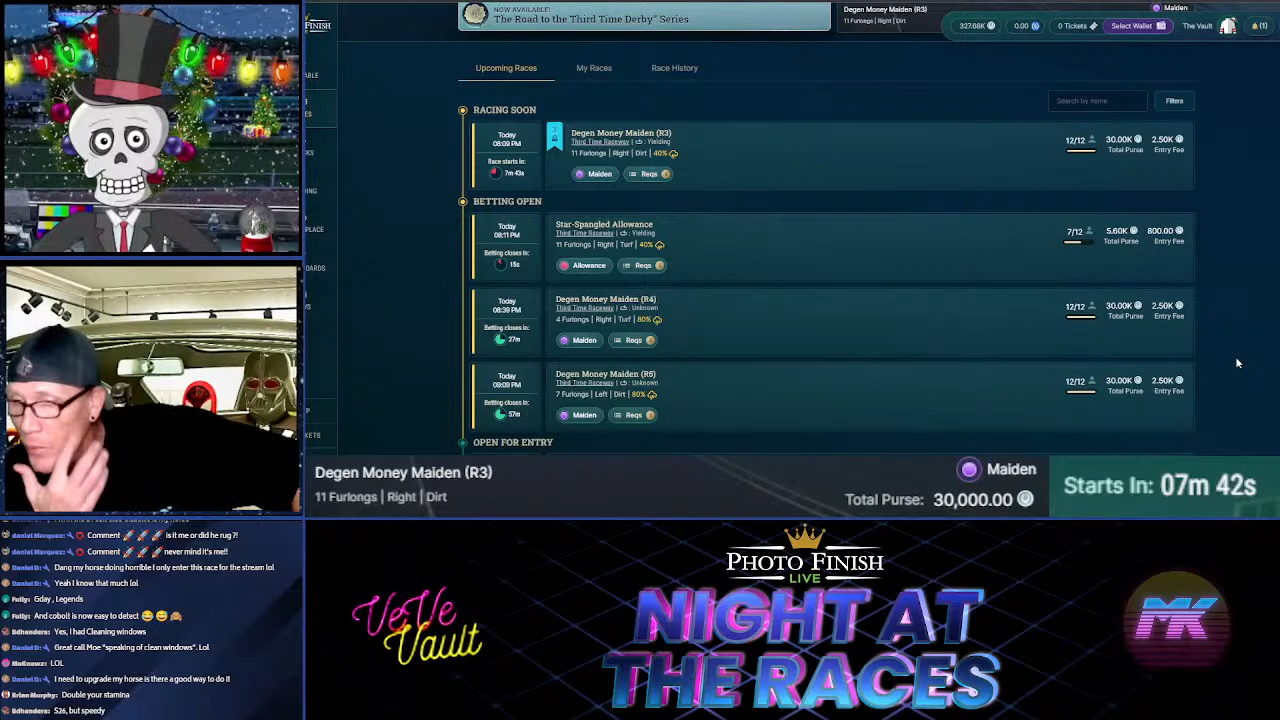 FINISH
NOW AVAILABLE!
The Road to the Third Time Derby" Series
Degen Money Maiden (R3)
11 Furlongs | Right | Dirt
Maiden
327.68K
0.00
0 Tickets
Select Wallet
The Vault
(1)
Upcoming Races
My Races
Race History
Search by name
Filters
RACING SOON
Today
08:09 PM
Race starts in:
7m 43s
3
Degen Money Maiden (R3)
Third Time Raceway | : Yielding
11 Furlongs | Right | Dirt | 40%
Maiden
Reqs
12/12
30.00K
Total Purse
2.50K
Entry Fee
BETTING OPEN
Today
08:11 PM
Betting closes in:
15s
Star-Spangled Allowance
Third Time Raceway | : Yielding
11 Furlongs | Right | Turf | 40%
Allowance
Reqs
7/12
5.60K
Total Purse
800.00
Entry Fee
Today
08:39 PM
Betting closes in:
27m
Degen Money Maiden (R4)
Third Time Raceway | : Unknown
4 Furlongs | Right | Turf | 80%
Maiden
Reqs
12/12
30.00K
Total Purse
2.50K
Entry Fee
Today
09:09 PM
Betting closes in:
57m
Degen Money Maiden (R5)
Third Time Raceway | : Unknown
7 Furlongs | Left | Dirt | 80%
Maiden
Reqs
12/12
30.00K
Total Purse
2.50K
Entry Fee
OPEN FOR ENTRY
Degen Money Maiden (R3)
11 Furlongs | Right | Dirt
Maiden
Total Purse: 30,000.00
Starts In: 07m 42s
daniel Marquez: Comment is it me or did he rug ?!
daniel Marquez: Comment never mind it's me!!
Daniel D: Dang my horse doing horrible I only enter this race for the stream lol
Daniel D: Yeah I know that much lol
Fully: Gday , Legends
Fully: And cobolt is now easy to detect
Edhenders: Yes, I had Cleaning windows
Daniel D: Great call Moe "speaking of clean windows". Lol
MoKnowz: LOL
Daniel D: I need to upgrade my horse is there a good way to do it
Brian Murphy: Double your stamina
Edhenders: S26, but speedy
VeVe
Vault
PHOTO FINISH
LIVE
NIGHT AT
THE RACES
MK